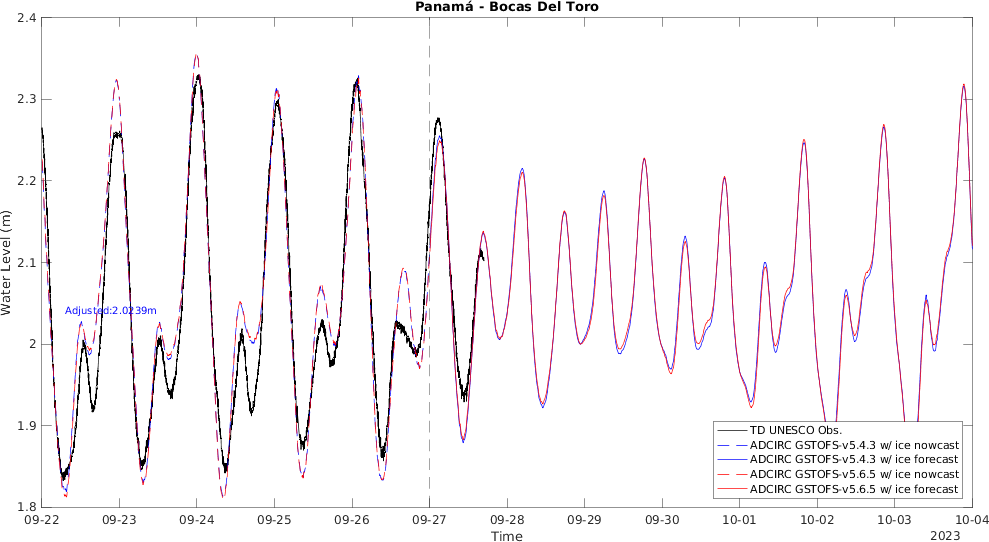 Panamá - Bocas Del Toro
2.4
2.3
2.2
2.1
2
1.9
1.8
Water Level (m)
Adjusted:2.0239m
TD UNESCO Obs.
ADCIRC GSTOFS-v5.4.3 w/ ice nowcast
ADCIRC GSTOFS-v5.4.3 w/ ice forecast
ADCIRC GSTOFS-v5.6.5 w/ ice nowcast
ADCIRC GSTOFS-v5.6.5 w/ ice forecast
09-22 09-23 09-24 09-25 09-26 09-27 09-28 09-29 09-30 10-01 10-02 10-03 10-04
Time
2023